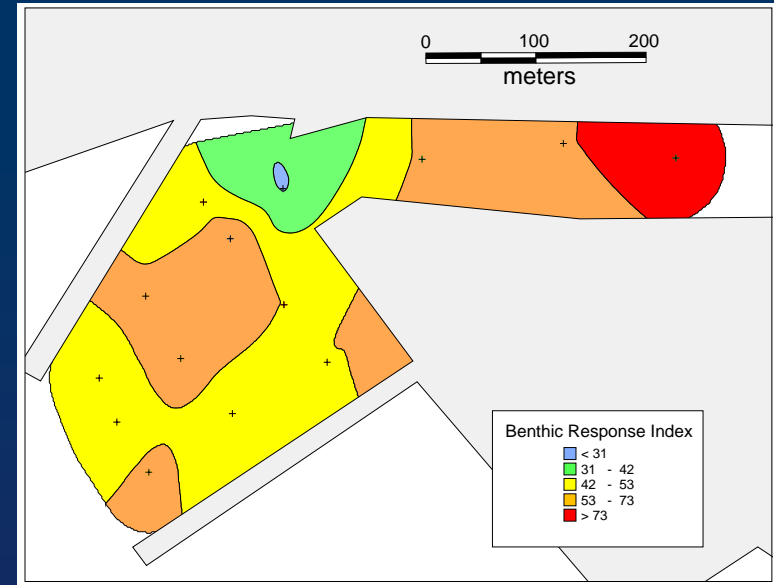 0 100 200
meters
Benthic Response Index
< 31
31 - 42
42 - 53
53 - 73
> 73